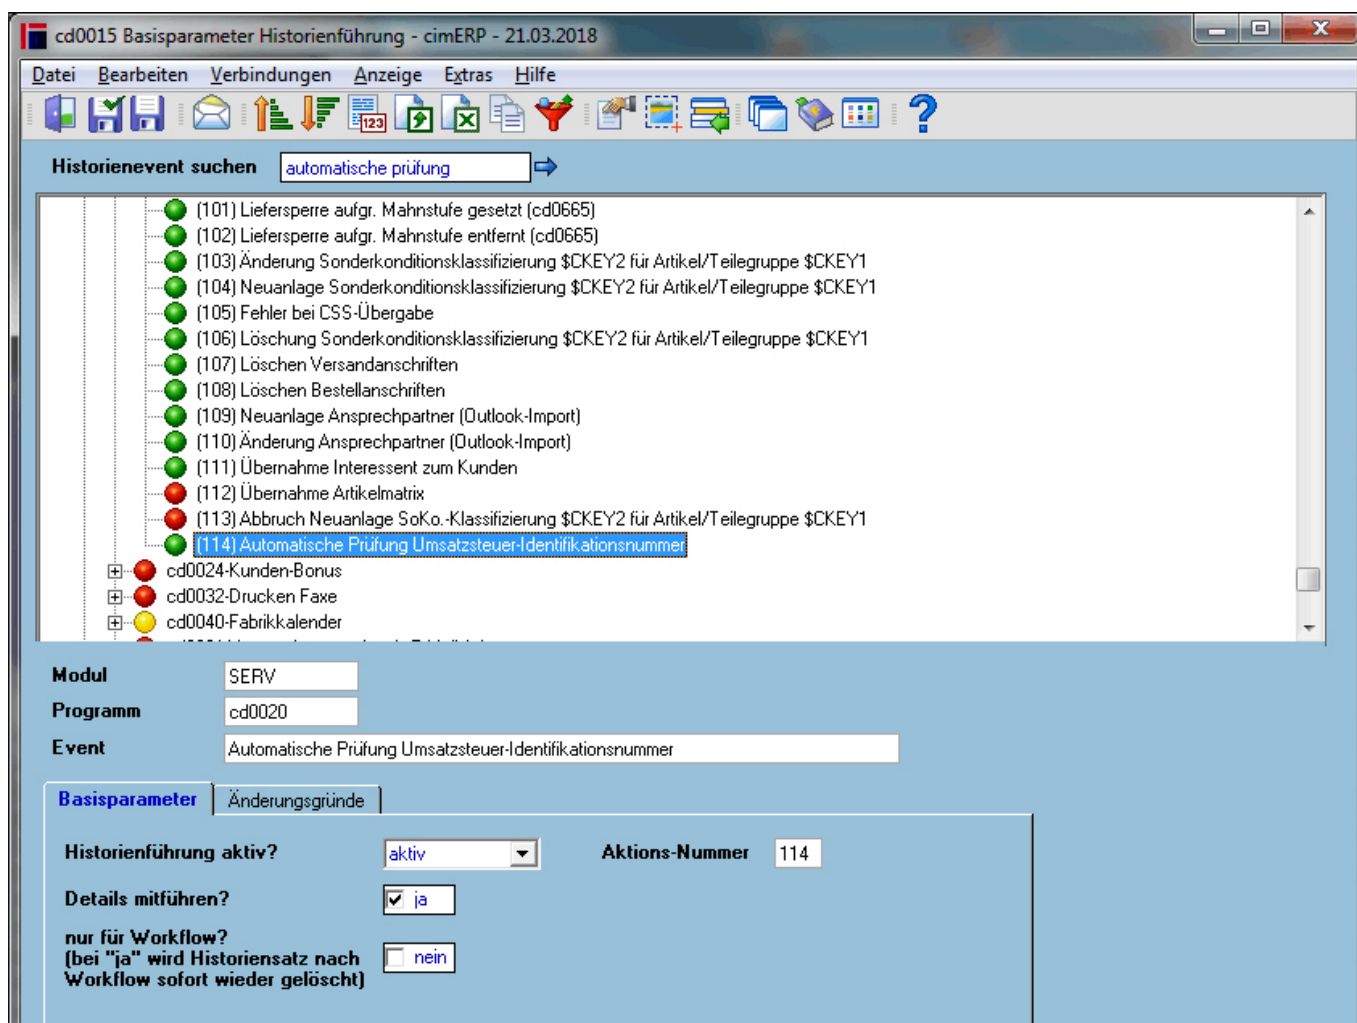 cd0015 Basisparameter Historienführung - cimERP - 21.03.2018
Datei Bearbeiten Verbindungen Anzeige Extras Hilfe
123
Historienevent suchen automatische prüfung
(101) Liefersperre aufgr. Mahnstufe gesetzt (cd0665)
(102) Liefersperre aufgr. Mahnstufe entfernt (cd0665)
(103) Änderung Sonderkonditionsklassifizierung $CKEY2 für Artikel/Teilegruppe $CKEY1
(104) Neuanlage Sonderkonditionsklassifizierung $CKEY2 für Artikel/Teilegruppe $CKEY1
(105) Fehler bei CSS-Übergabe
(106) Löschung Sonderkonditionsklassifizierung $CKEY2 für Artikel/Teilegruppe $CKEY1
(107) Löschen Versandanschriften
(108) Löschen Bestellanschriften
(109) Neuanlage Ansprechpartner (Outlook-Import)
(110) Änderung Ansprechpartner (Outlook-Import)
(111) Übernahme Interessent zum Kunden
(112) Übernahme Artikelmatrix
(113) Abbruch Neuanlage SoKo.-Klassifizierung $CKEY2 für Artikel/Teilegruppe $CKEY1
(114) Automatische Prüfung Umsatzsteuer-Identifikationsnummer
cd0024-Kunden-Bonus
cd0032-Drucken Faxe
cd0040-Fabrikkalender
Modul SERV
Programm cd0020
Event Automatische Prüfung Umsatzsteuer-Identifikationsnummer
Basisparameter Änderungsgründe
Historienführung aktiv? aktiv Aktions-Nummer 114
Details mitführen? ja
nur für Workflow?
(bei "ja" wird Historiensatz nach nein
Workflow sofort wieder gelöscht)